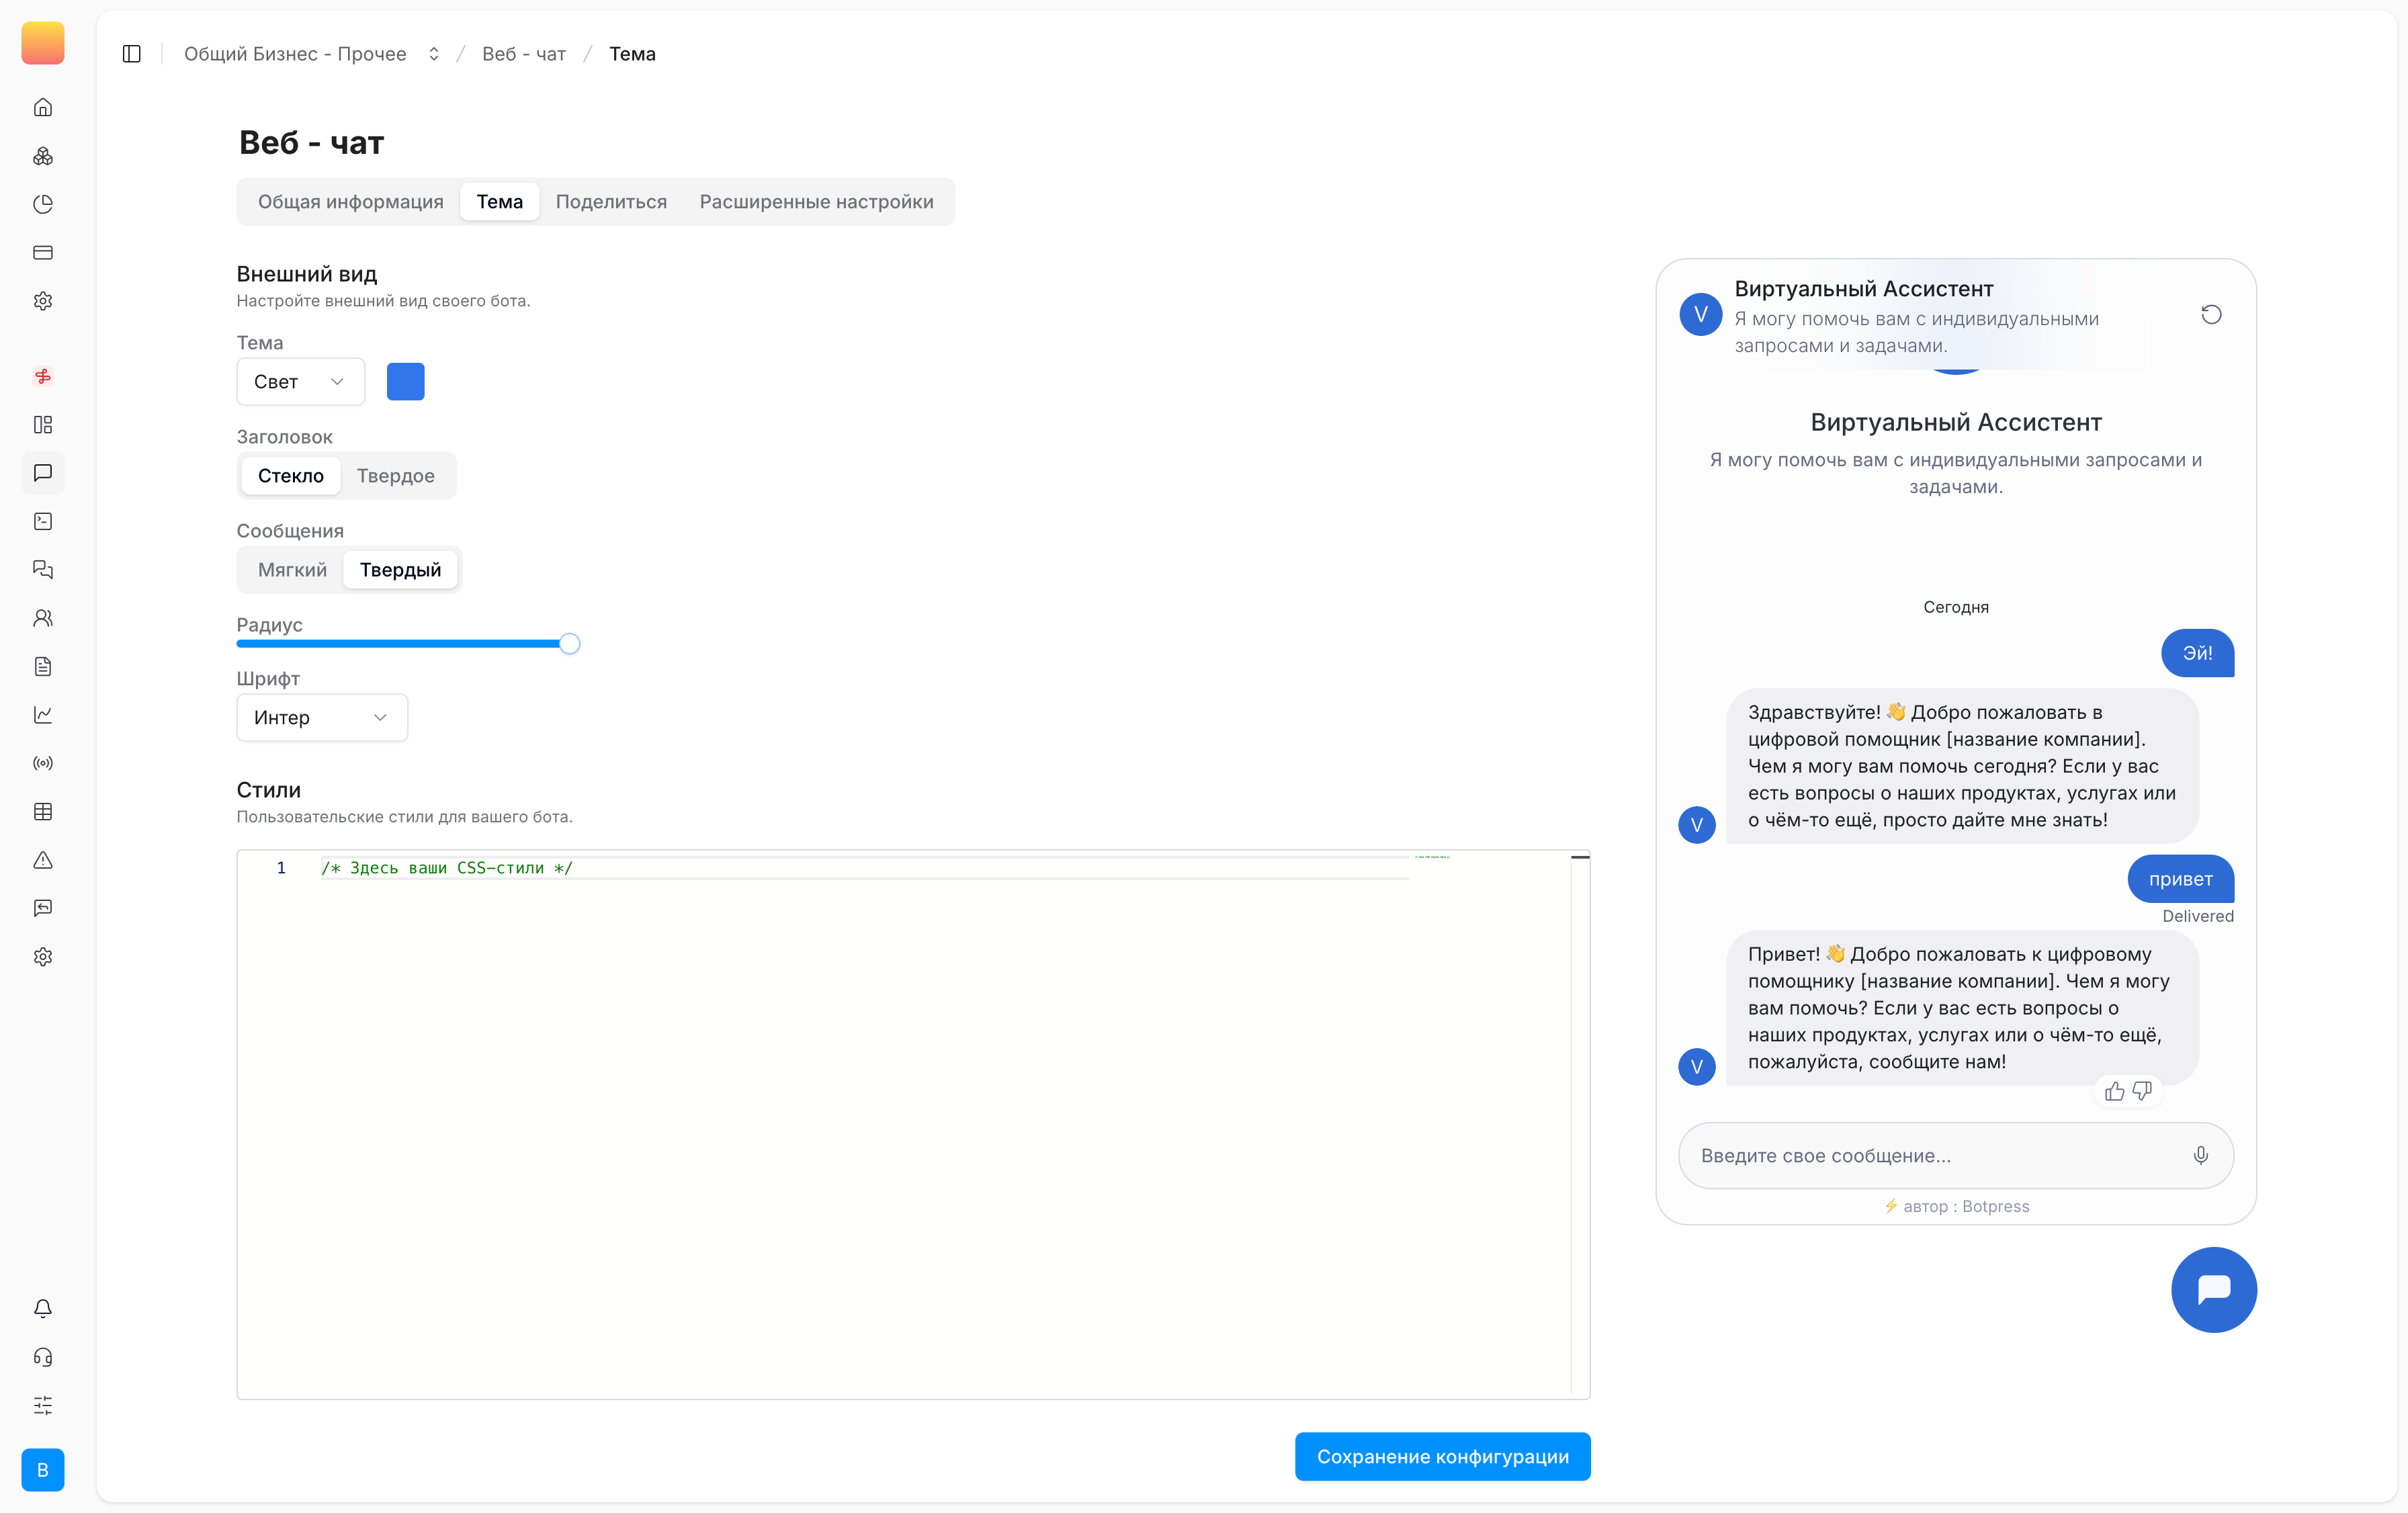 Общий Бизнес - Прочее / Веб - чат / Тема
Веб - чат
Общая информация Тема Поделиться Расширенные настройки
Внешний вид
Настройте внешний вид своего бота.
Тема
Свет
Заголовок
Стекло Твердое
Сообщения
Мягкий Твердый
Радиус
Шрифт
Интер
Стили
Пользовательские стили для вашего бота.
1 /* Здесь ваши CSS-стили */
Сохранение конфигурации
B
V
Виртуальный Ассистент
Я могу помочь вам с индивидуальными
запросами и задачами.
Виртуальный Ассистент
Я могу помочь вам с индивидуальными запросами и
задачами.
Сегодня
Эй!
Здравствуйте! 👋 Добро пожаловать в
цифровой помощник [название компании].
Чем я могу вам помочь сегодня? Если у вас
есть вопросы о наших продуктах, услугах или
о чём-то ещё, просто дайте мне знать!
V
привет
Delivered
Привет! 👋 Добро пожаловать к цифровому
помощнику [название компании]. Чем я могу
вам помочь? Если у вас есть вопросы о
наших продуктах, услугах или о чём-то ещё,
пожалуйста, сообщите нам!
V
Введите свое сообщение...
⚡ автор : Botpress